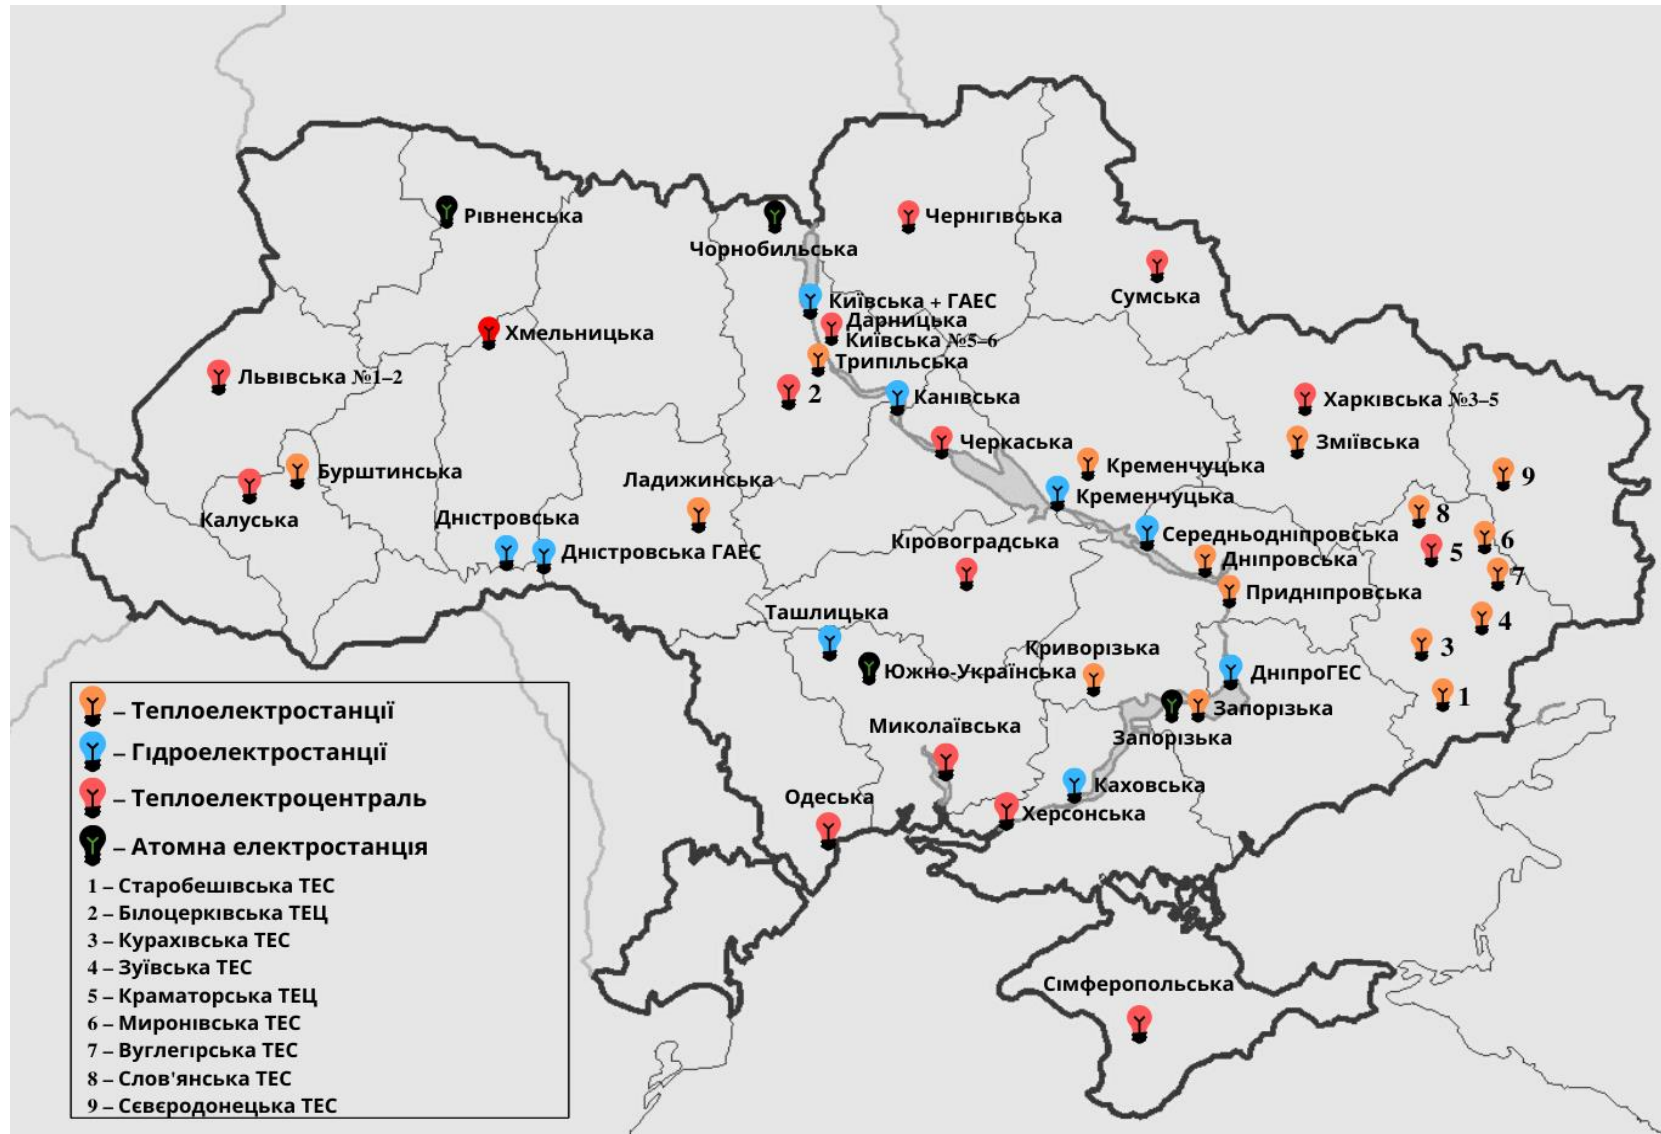 Рівненська
Чорнобильська
Чернігівська
Сумська
Київська + ГАЕС
Дарницька
Київська №5–6
Трипільська
Хмельницька
Львівська №1–2
2
Канівська
Харківська №3–5
Черкаська
Зміївська
Бурштинська
Кременчуцька
Ладижинська
9
Кременчуцька
Калуська
Дністровська
8
Середньодніпровська
6
Дністровська ГАЕС
Кіровоградська
5
Дніпровська
7
Придніпровська
Ташлицька
4
Криворізька
3
Южно-Українська
ДніпроГЕС
1
Запорізька
Миколаївська
Запорізька
Каховська
Одеська
Херсонська
Сімферопольська
– Теплоелектростанції
– Гідроелектростанції
– Теплоелектроцентраль
– Атомна електростанція
1 – Старобешівська ТЕС
2 – Білоцерківська ТЕЦ
3 – Курахівська ТЕС
4 – Зуївська ТЕС
5 – Краматорська ТЕЦ
6 – Миронівська ТЕС
7 – Вуглегірська ТЕС
8 – Слов'янська ТЕС
9 – Сєвєродонецька ТЕС